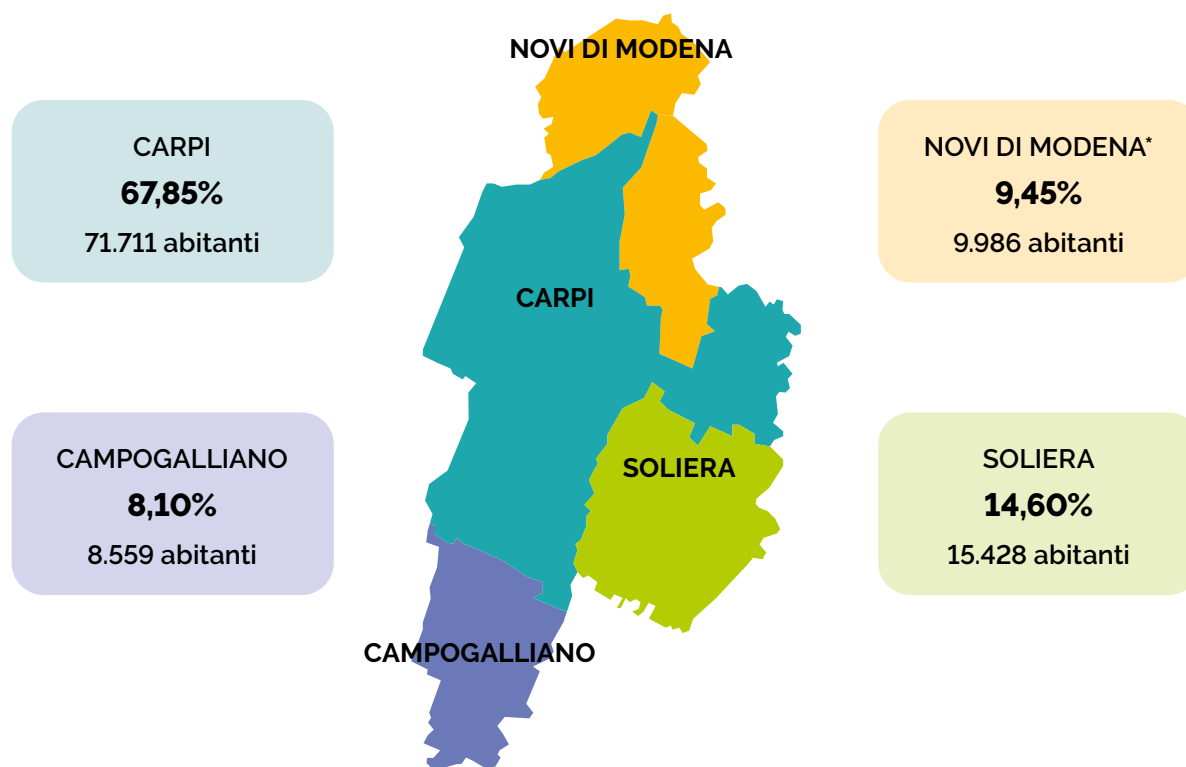 NOVI DI MODENA
CARPI
67,85%
71.711 abitanti
NOVI DI MODENA*
9,45%
9.986 abitanti
CARPI
CAMPOGALLIANO
8,10%
8.559 abitanti
SOLIERA
SOLIERA
14,60%
15.428 abitanti
CAMPOGALLIANO